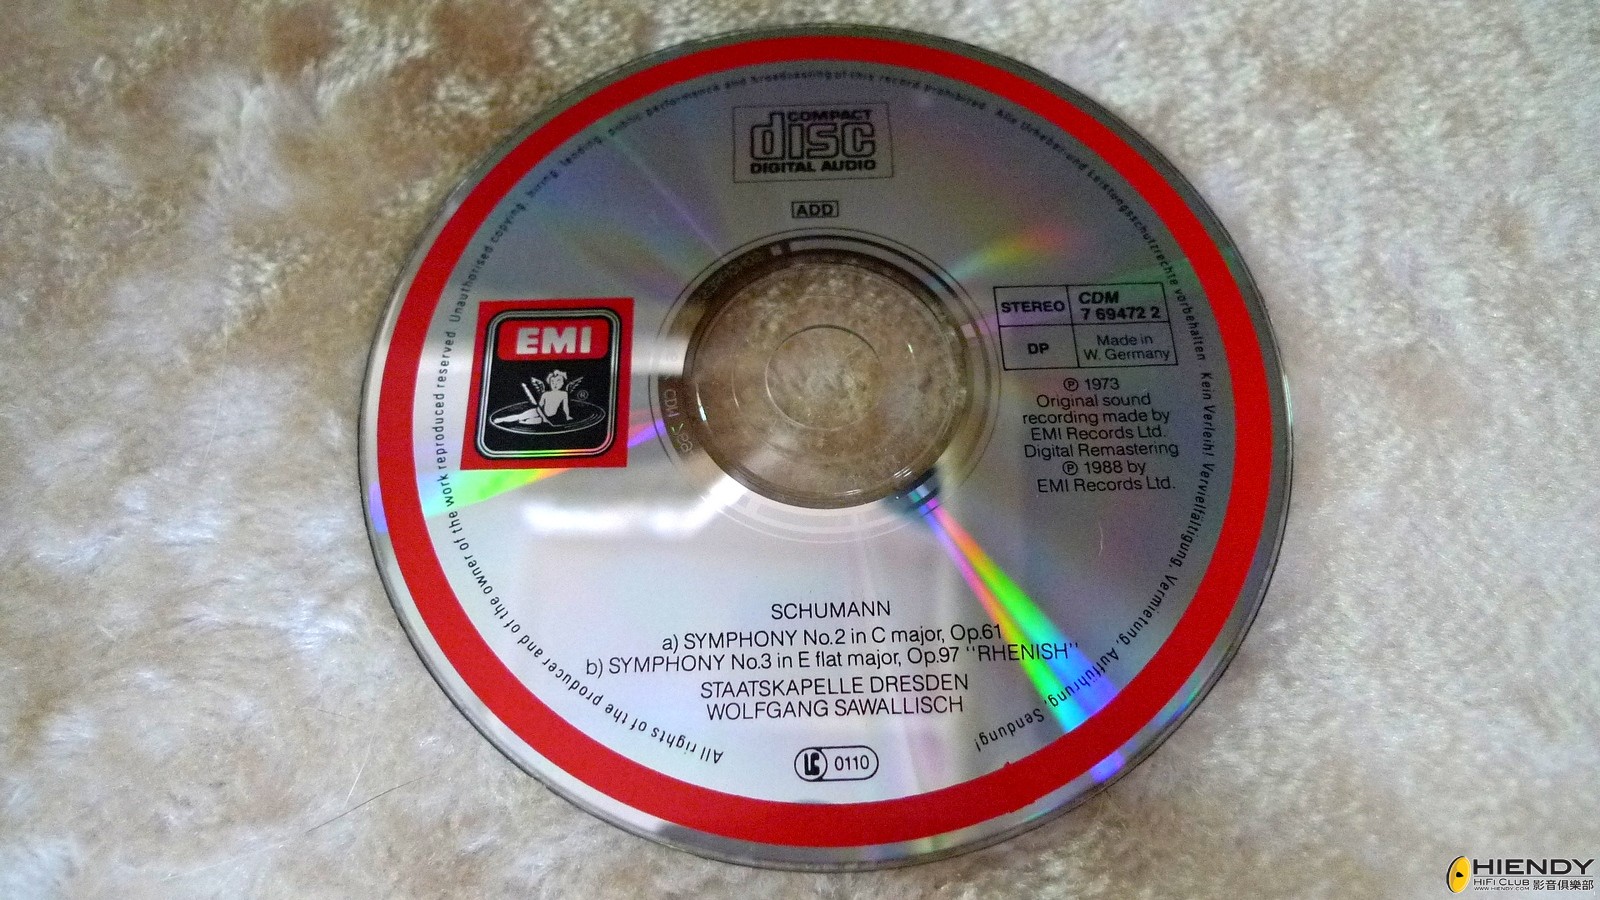 All rights of the producer and of the owner of the work reproduced reserved. Unauthorised copying, hiring, lending, public performance and broadcasting of this record prohibited. Alle Urheber- und Leistungsschutzrechte vorbehalten. Kein Verleih! Vervielfältigung, Vermietung, Aufführung, Sendung!
COMPACT
disc
DIGITAL AUDIO
ADD
EMI
®
STEREO
CDM
7 69472 2
DP
Made in
W. Germany
℗ 1973
Original sound
recording made by
EMI Records Ltd.
Digital Remastering
℗ 1988 by
EMI Records Ltd.
SCHUMANN
a) SYMPHONY No.2 in C major, Op.61
b) SYMPHONY No.3 in E flat major, Op.97 "RHENISH"
STAATSKAPELLE DRESDEN
WOLFGANG SAWALLISCH
LC 0110
HIENDY
HiFi CLUB
WWW.HIENDY.COM 影音俱樂部